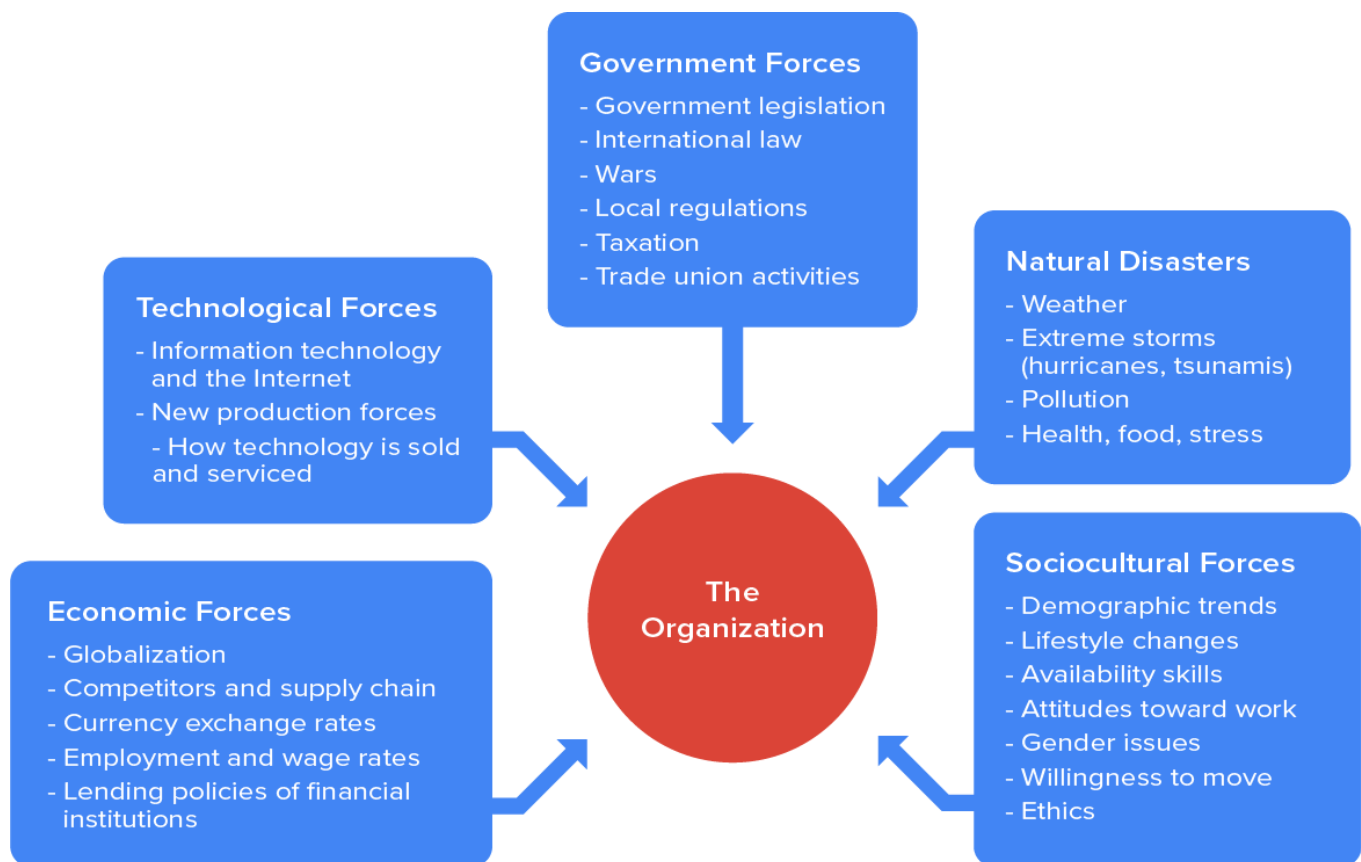 Government Forces
- Government legislation
- International law
- Wars
- Local regulations
- Taxation
- Trade union activities
Technological Forces
- Information technology
and the Internet
- New production forces
- How technology is sold
and serviced
Natural Disasters
- Weather
- Extreme storms
(hurricanes, tsunamis)
- Pollution
- Health, food, stress
Economic Forces
- Globalization
- Competitors and supply chain
- Currency exchange rates
- Employment and wage rates
- Lending policies of financial
institutions
The
Organization
Sociocultural Forces
- Demographic trends
- Lifestyle changes
- Availability skills
- Attitudes toward work
- Gender issues
- Willingness to move
- Ethics